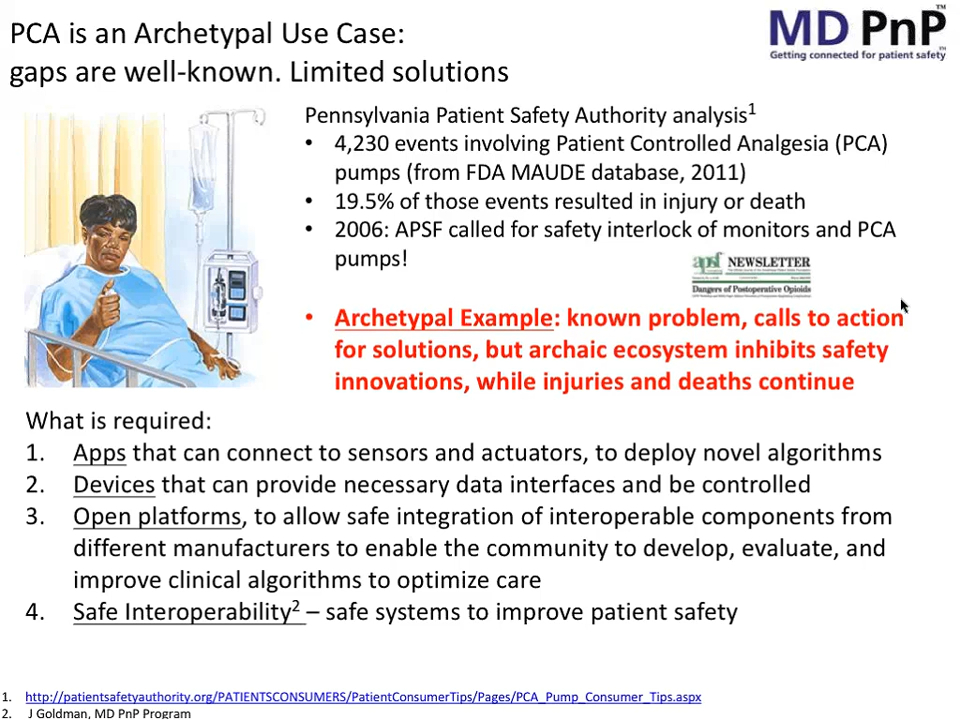 PCA is an Archetypal Use Case:
gaps are well-known. Limited solutions
MD PnP™
Getting connected for patient safety™
Pennsylvania Patient Safety Authority analysis1
• 4,230 events involving Patient Controlled Analgesia (PCA)
pumps (from FDA MAUDE database, 2011)
• 19.5% of those events resulted in injury or death
• 2006: APSF called for safety interlock of monitors and PCA
pumps!
apsf NEWSLETTER
Dangers of Postoperative Opioids
• Archetypal Example: known problem, calls to action
for solutions, but archaic ecosystem inhibits safety
innovations, while injuries and deaths continue
What is required:
1. Apps that can connect to sensors and actuators, to deploy novel algorithms
2. Devices that can provide necessary data interfaces and be controlled
3. Open platforms, to allow safe integration of interoperable components from
different manufacturers to enable the community to develop, evaluate, and
improve clinical algorithms to optimize care
4. Safe Interoperability2 – safe systems to improve patient safety
1. http://patientsafetyauthority.org/PATIENTSCONSUMERS/PatientConsumerTips/Pages/PCA_Pump_Consumer_Tips.aspx
2. J Goldman, MD PnP Program